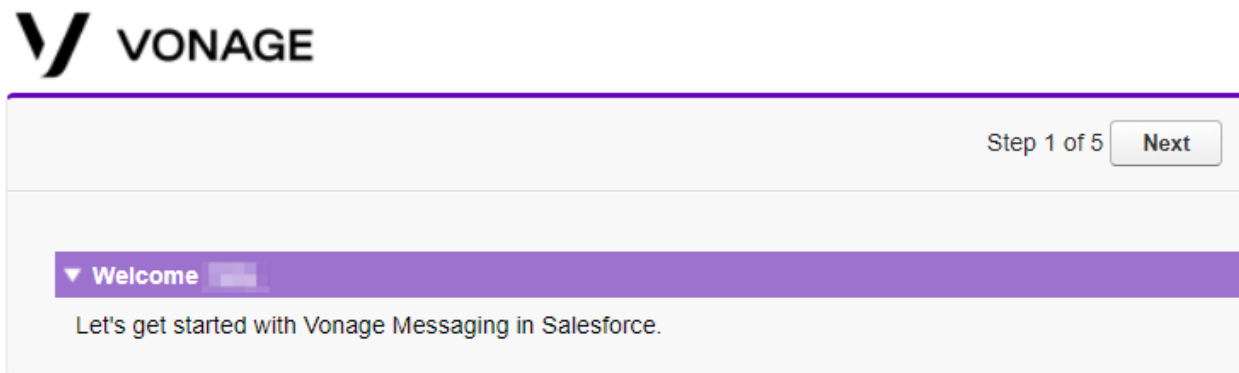 VONAGE
Step 1 of 5 Next
Welcome
Let's get started with Vonage Messaging in Salesforce.